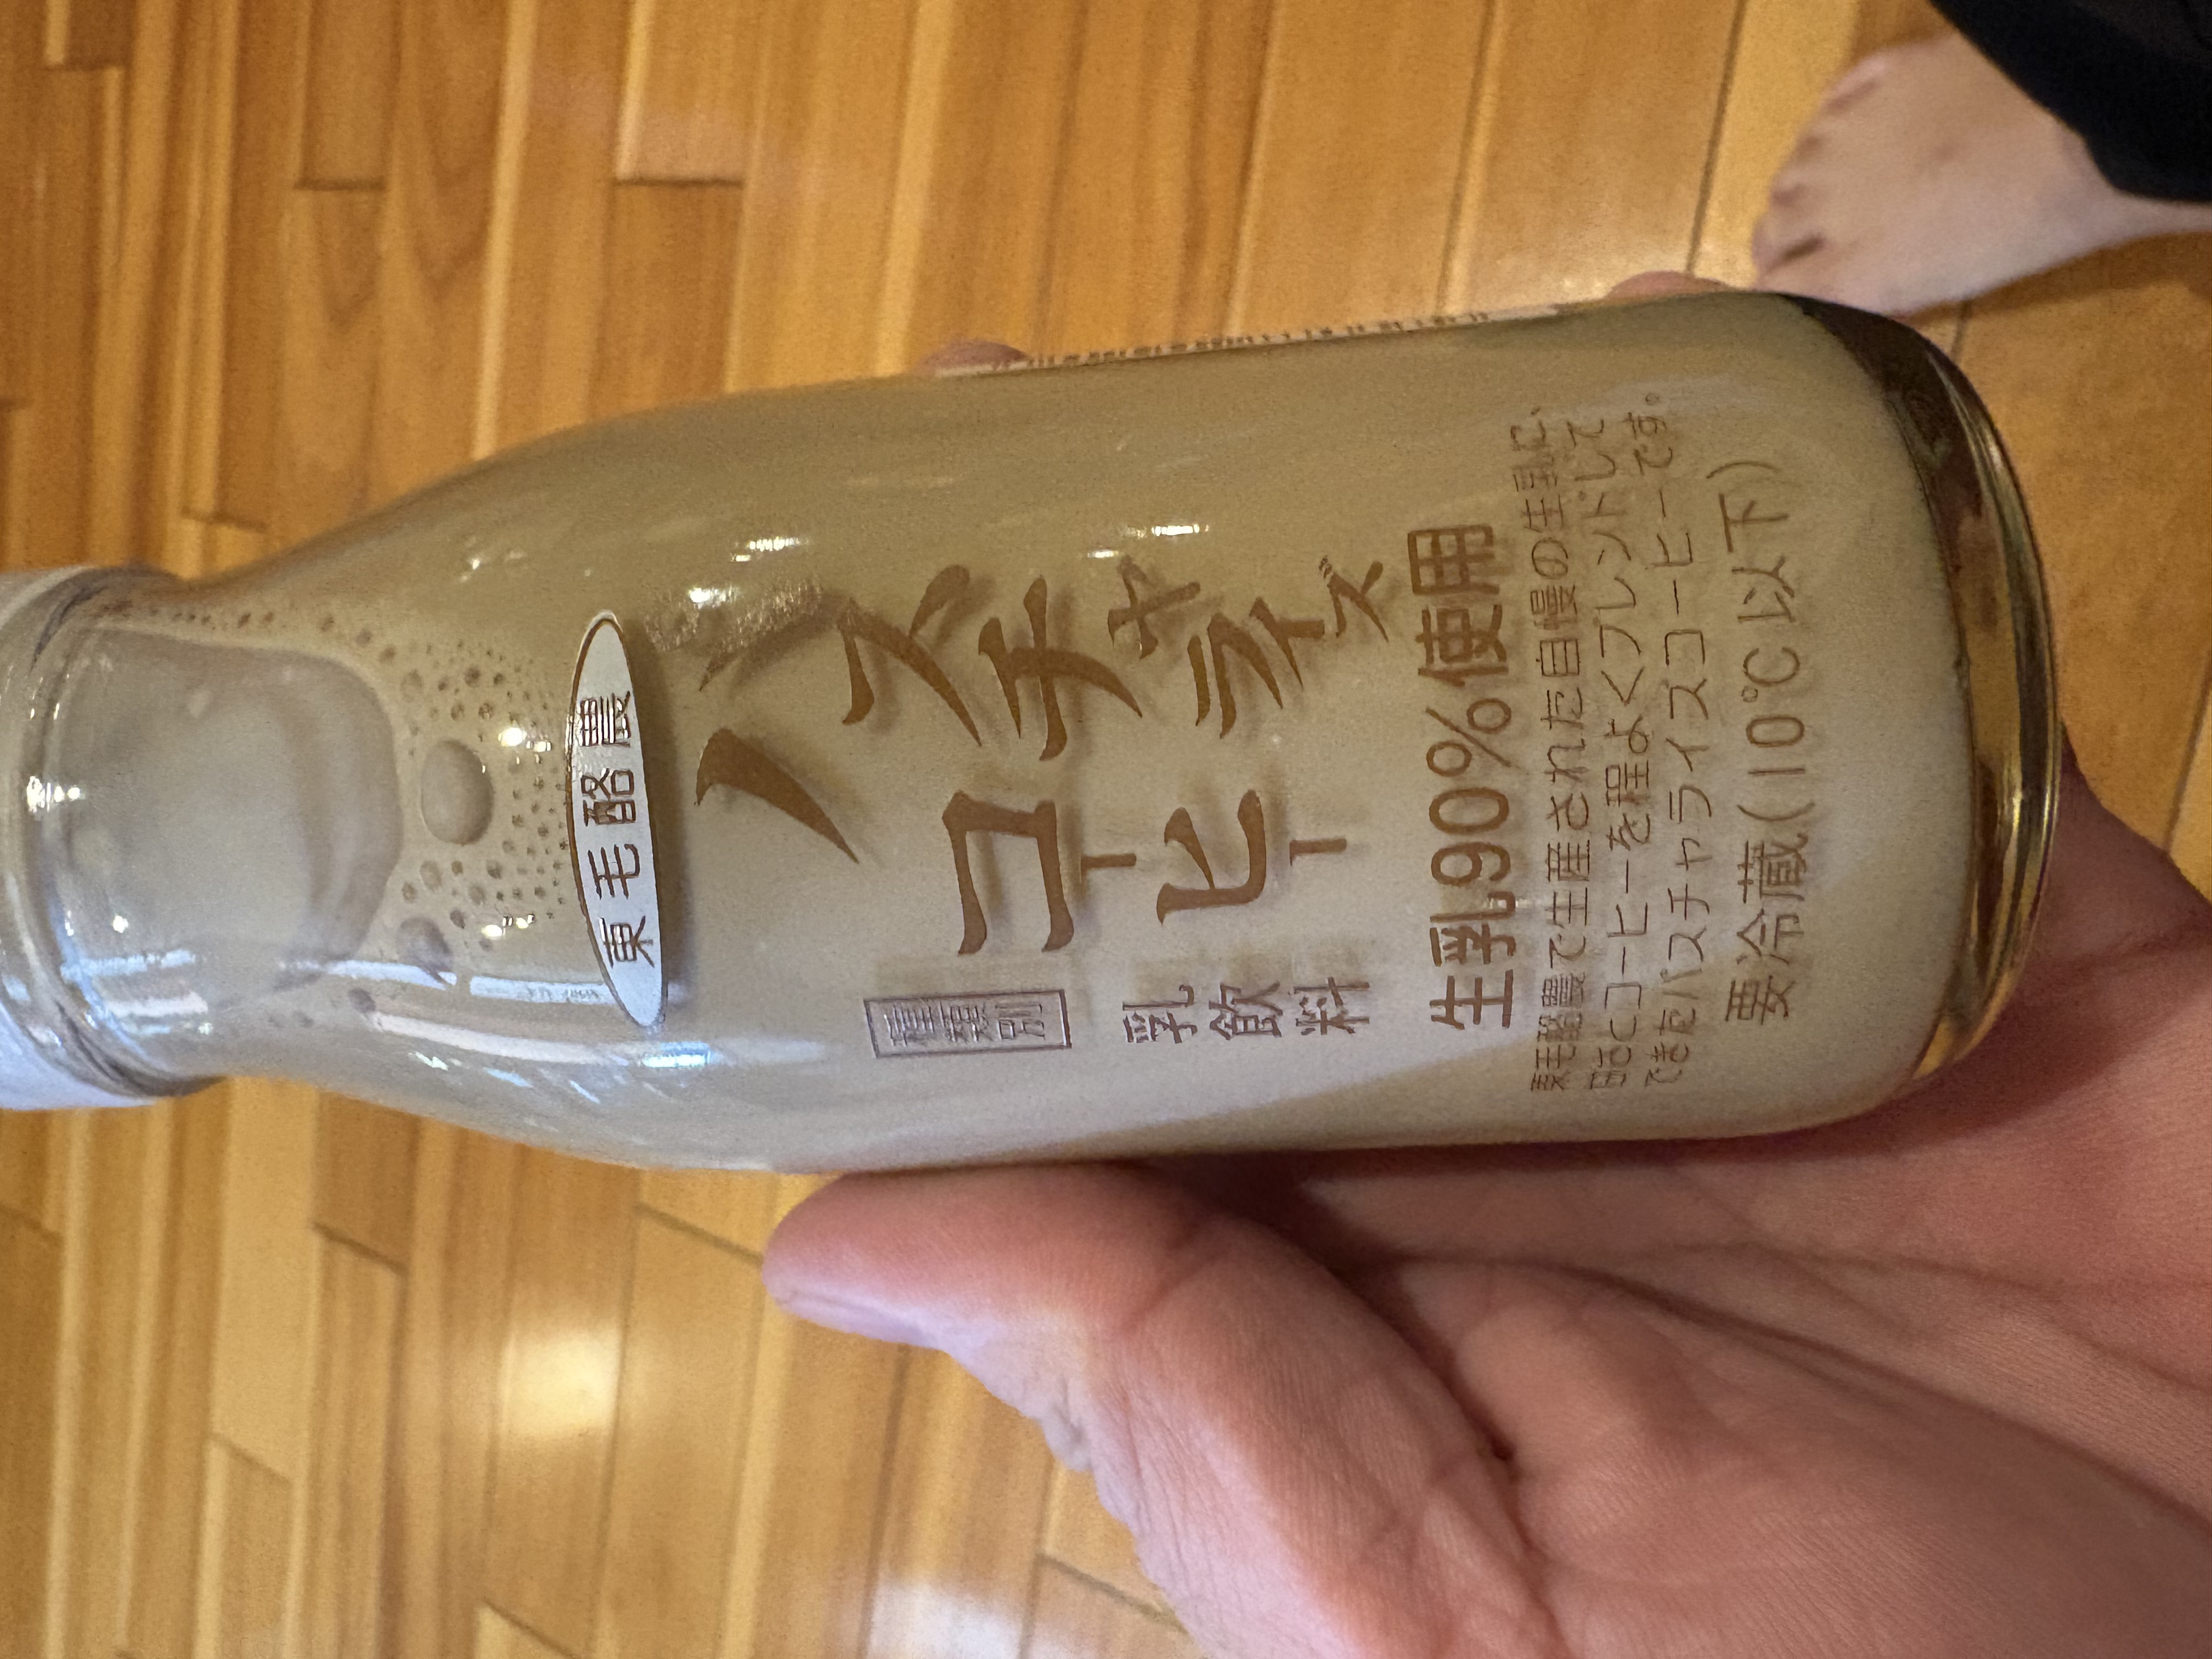 東毛酪農
パスチャライズ
コーヒー
種類別
乳飲料
生乳90%使用
東毛酪農で生産された自慢の生乳に、
旨さとコーヒーを程よくブレンドして
できたパスチャライズコーヒーです。
要冷蔵(10℃以下)